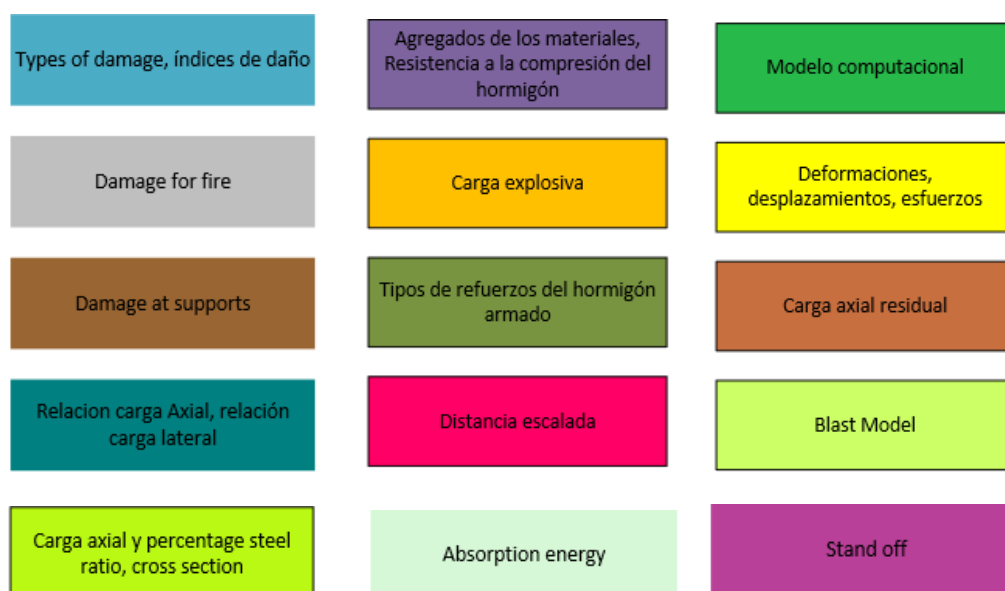 Types of damage, índices de daño
Agregados de los materiales,
Resistencia a la compresión del
hormigón
Modelo computacional
Damage for fire
Carga explosiva
Deformaciones,
desplazamientos, esfuerzos
Damage at supports
Tipos de refuerzos del hormigón
armado
Carga axial residual
Relacion carga Axial, relación
carga lateral
Distancia escalada
Blast Model
Carga axial y percentage steel
ratio, cross section
Absorption energy
Stand off